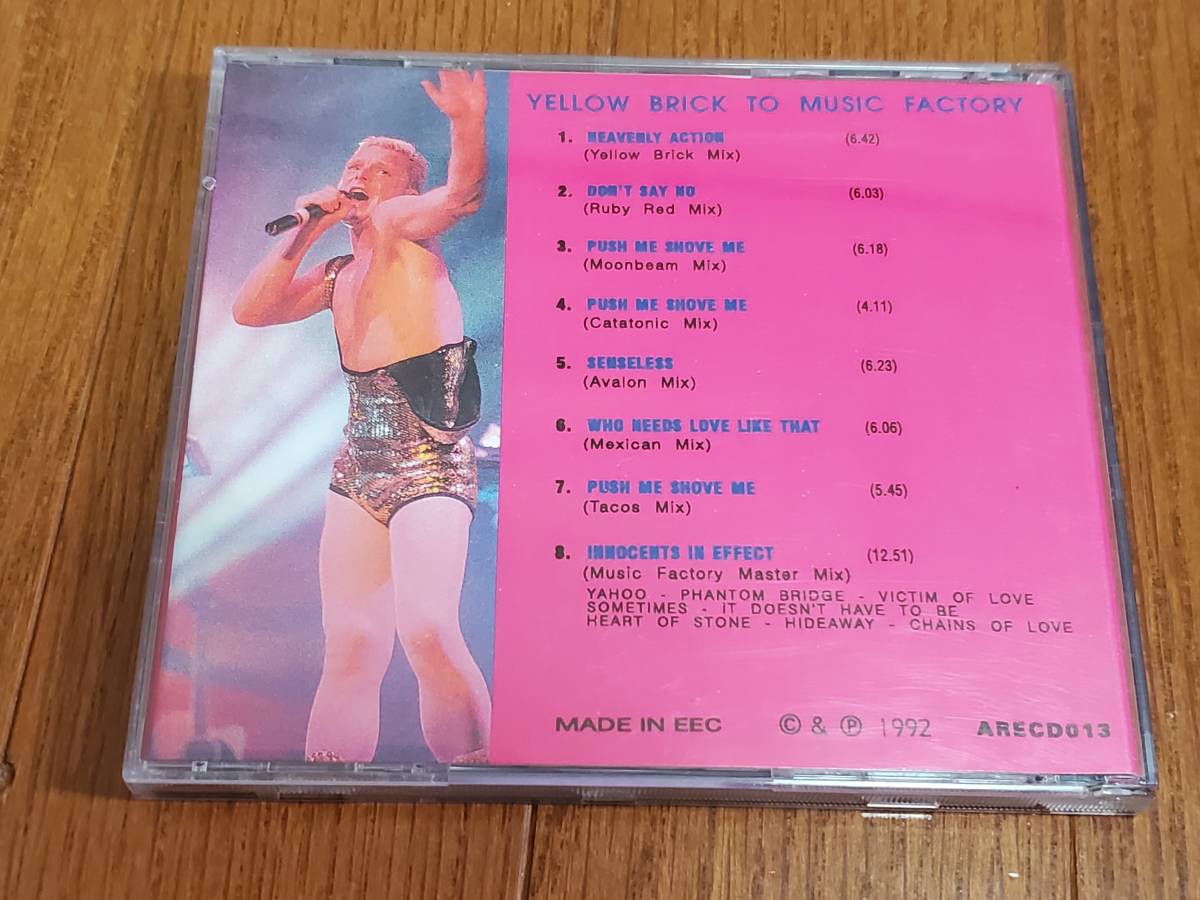 YELLOW BRICK TO MUSIC FACTORY
1. HEAVENLY ACTION (6.42)
(Yellow Brick Mix)
2. DON'T SAY NO (6.03)
(Ruby Red Mix)
3. PUSH ME SHOVE ME (6.18)
(Moonbeam Mix)
4. PUSH ME SHOVE ME (4.11)
(Catatonic Mix)
5. SENSELESS (6.23)
(Avalon Mix)
6. WHO NEEDS LOVE LIKE THAT (6.06)
(Mexican Mix)
7. PUSH ME SHOVE ME (5.45)
(Tacos Mix)
8. INNOCENTS IN EFFECT (12.51)
(Music Factory Master Mix)
YAHOO - PHANTOM BRIDGE - VICTIM OF LOVE
SOMETIMES - IT DOESN'T HAVE TO BE
HEART OF STONE - HIDEAWAY - CHAINS OF LOVE
MADE IN EEC © & ℗ 1992 ARECD013